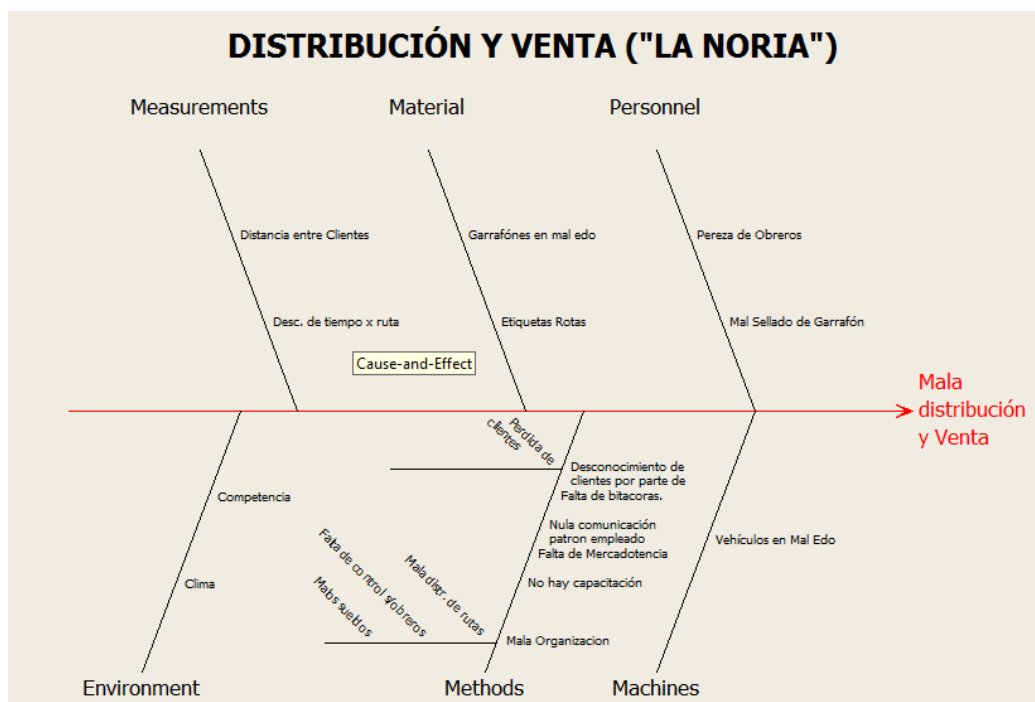 DISTRIBUCIÓN Y VENTA ("LA NORIA")
Measurements
Material
Personnel
Distancia entre Clientes
Garrafónes en mal edo
Pereza de Obreros
Desc. de tiempo x ruta
Etiquetas Rotas
Mal Sellado de Garrafón
Cause-and-Effect
Mala
distribución
y Venta
Perdida de
clientes
Desconocimiento de
clientes por parte de
Falta de bitacoras.
Competencia
Nula comunicación
patron empleado
Falta de Mercadotencia
Vehículos en Mal Edo
No hay capacitación
Clima
Mala distr. de rutas
Falta de control s/obreros
Malos sueldos
Mala Organizacion
Environment
Methods
Machines